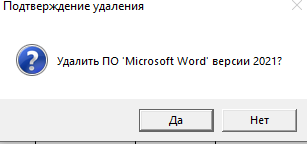 Подтверждение удаления
Удалить ПО 'Microsoft Word' версии 2021?
Да
Нет